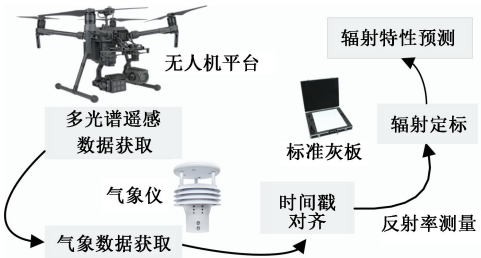 无人机平台
辐射特性预测
多光谱遥感
数据获取
标准灰板
辐射定标
气象仪
时间戳
对齐
反射率测量
气象数据获取